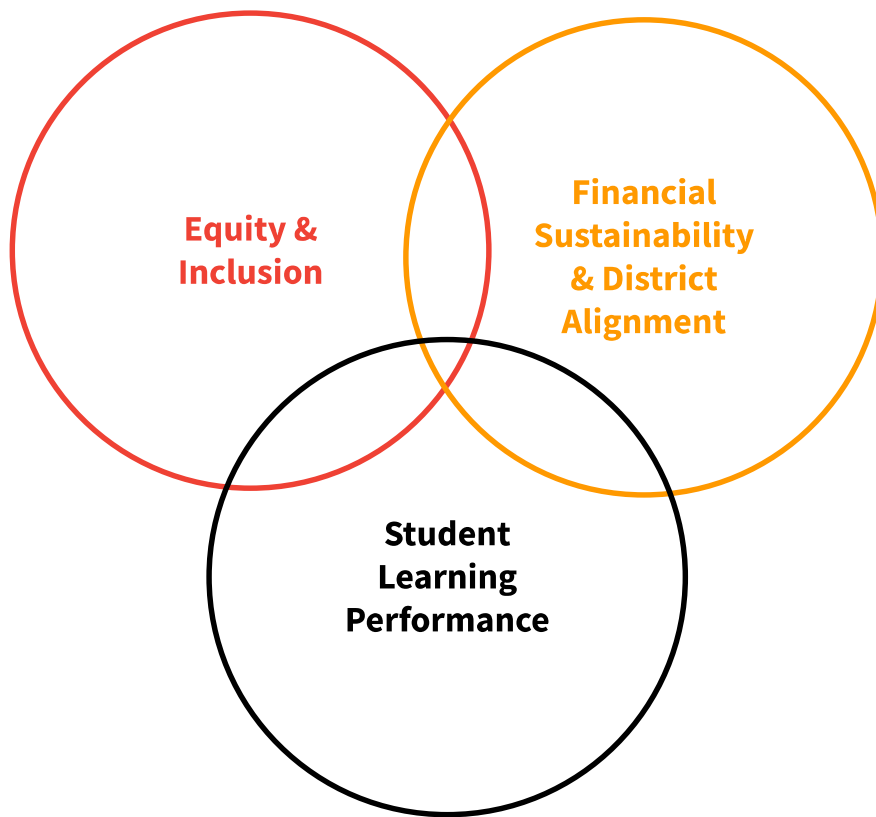 Equity &
Inclusion
Financial
Sustainability
& District
Alignment
Student
Learning
Performance